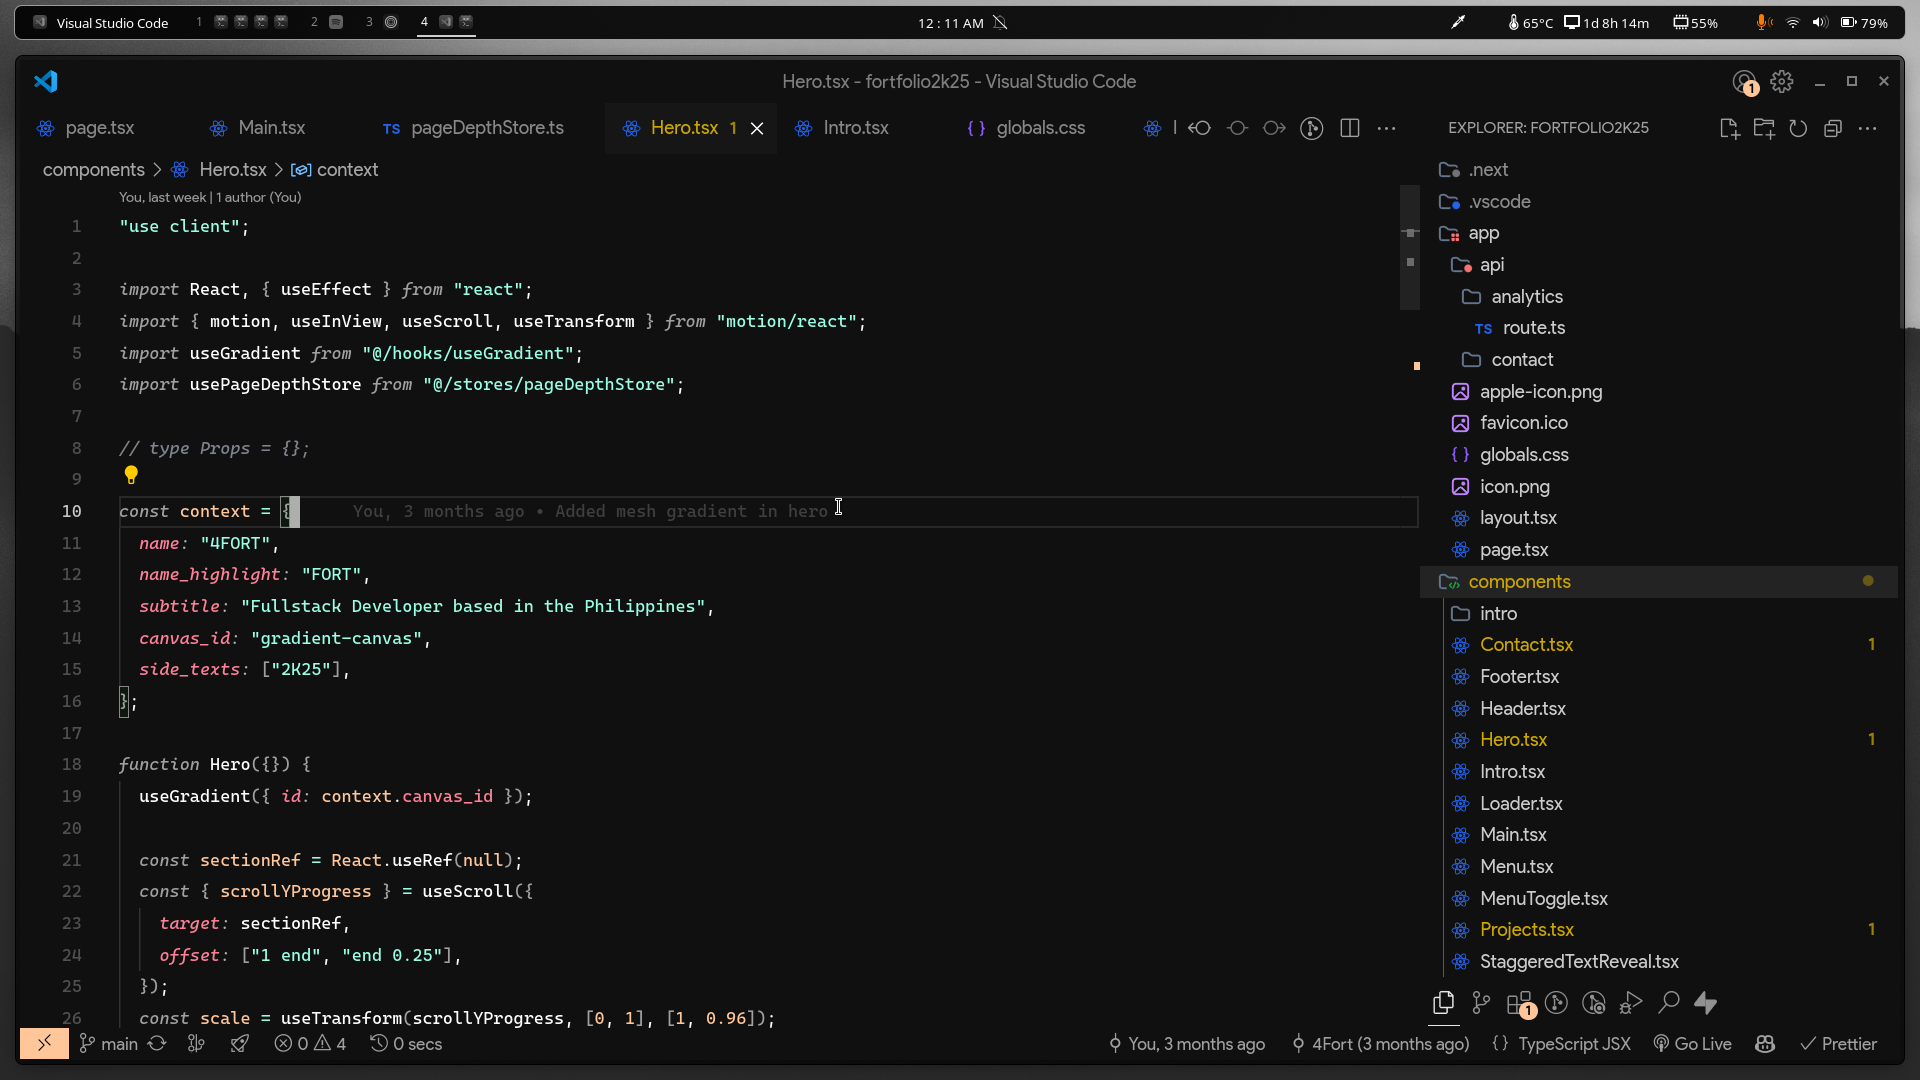 Visual Studio Code 1 2 3 4 12 : 11 AM 65°C 1d 8h 14m 55% 79%
Hero.tsx - fortfolio2k25 - Visual Studio Code 1
page.tsx Main.tsx TS pageDepthStore.ts Hero.tsx 1 Intro.tsx { } globals.css
components > Hero.tsx > context
You, last week | 1 author (You)
1 "use client";
2
3 import React, { useEffect } from "react";
4 import { motion, useInView, useScroll, useTransform } from "motion/react";
5 import useGradient from "@/hooks/useGradient";
6 import usePageDepthStore from "@/stores/pageDepthStore";
7
8 // type Props = {};
9
10 const context = { You, 3 months ago • Added mesh gradient in hero
11 name: "4FORT",
12 name_highlight: "FORT",
13 subtitle: "Fullstack Developer based in the Philippines",
14 canvas_id: "gradient-canvas",
15 side_texts: ["2K25"],
16 };
17
18 function Hero({}) {
19 useGradient({ id: context.canvas_id });
20
21 const sectionRef = React.useRef(null);
22 const { scrollYProgress } = useScroll({
23 target: sectionRef,
24 offset: ["1 end", "end 0.25"],
25 });
26 const scale = useTransform(scrollYProgress, [0, 1], [1, 0.96]);
EXPLORER: FORTFOLIO2K25
.next
.vscode
app
api
analytics
TS route.ts
contact
apple-icon.png
favicon.ico
{ } globals.css
icon.png
layout.tsx
page.tsx
components
intro
Contact.tsx 1
Footer.tsx
Header.tsx
Hero.tsx 1
Intro.tsx
Loader.tsx
Main.tsx
Menu.tsx
MenuToggle.tsx
Projects.tsx 1
StaggeredTextReveal.tsx
1
main 0 4 0 secs You, 3 months ago 4Fort (3 months ago) { } TypeScript JSX Go Live Prettier